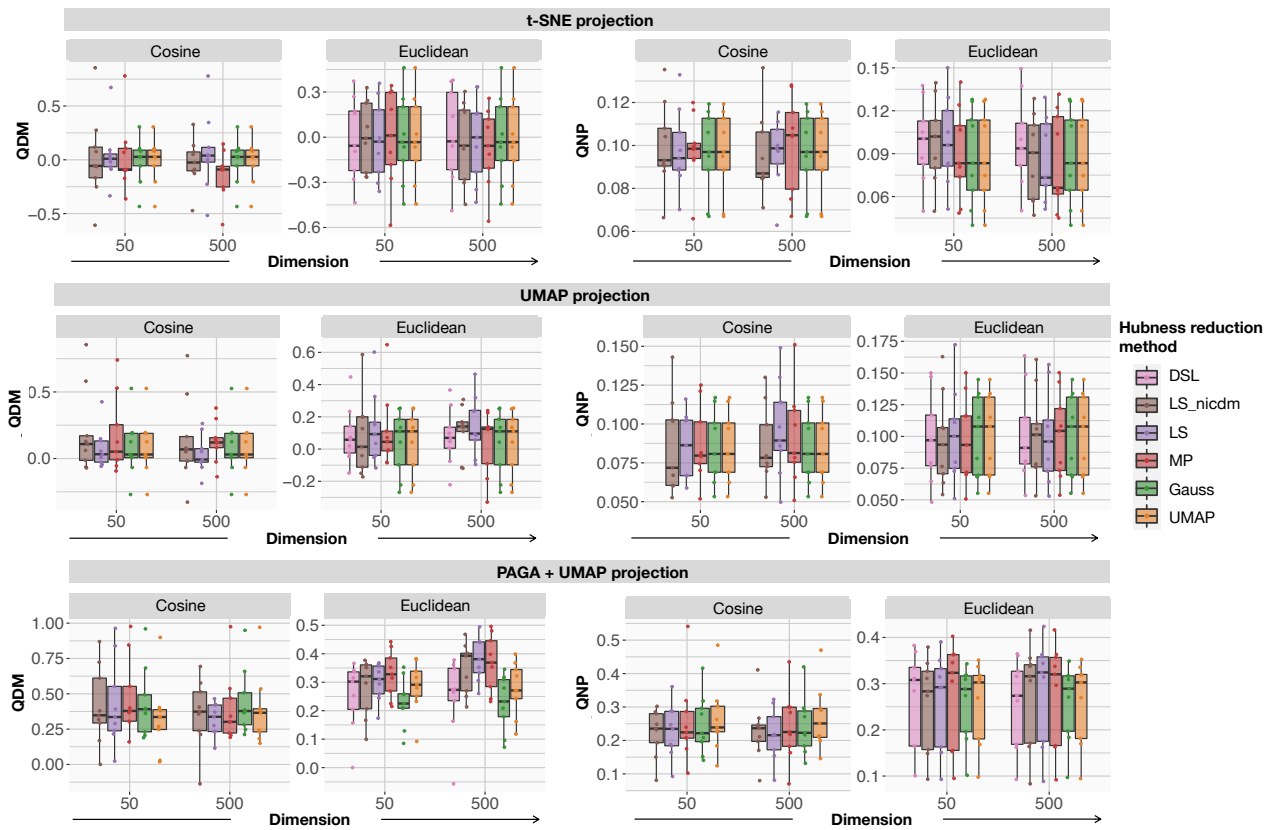 t-SNE projection
Cosine
Euclidean
Cosine
Euclidean
QDM
0.5
0.0
−0.5
0.3
0.0
−0.3
−0.6
QNP
0.12
0.10
0.08
0.06
0.15
0.12
0.09
0.06
50
500
50
500
50
500
50
500
Dimension
Dimension
UMAP projection
Cosine
Euclidean
Cosine
Euclidean
QDM
0.5
0.0
0.6
0.4
0.2
0.0
−0.2
QNP
0.150
0.125
0.100
0.075
0.050
0.175
0.150
0.125
0.100
0.075
0.050
50
500
50
500
50
500
50
500
Dimension
Dimension
Hubness reduction
method
DSL
LS_nicdm
LS
MP
Gauss
UMAP
PAGA + UMAP projection
Cosine
Euclidean
Cosine
Euclidean
QDM
1.00
0.75
0.50
0.25
0.00
0.5
0.4
0.3
0.2
0.1
0.0
QNP
0.5
0.4
0.3
0.2
0.1
0.4
0.3
0.2
0.1
50
500
50
500
50
500
50
500
Dimension
Dimension